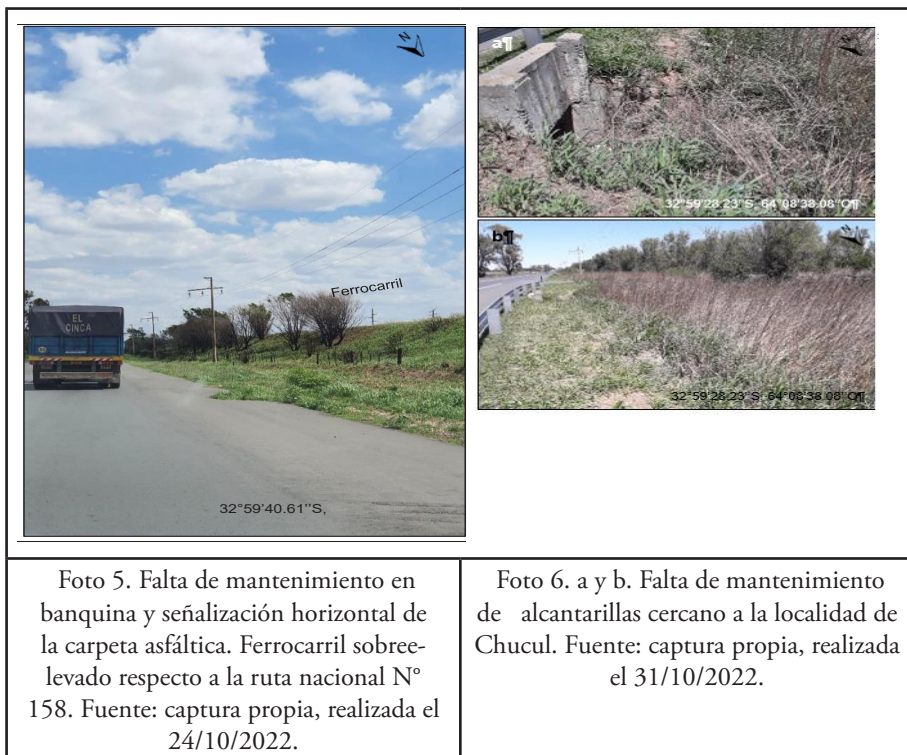 N
Ferrocarril
EL
CINCA
32°59'40.61''S,
a¶
32°59'28.23''S, 64°08'38.08''O¶
b¶
32°59'28.23''S, 64°08'38.08''O¶
Foto 5. Falta de mantenimiento en
banquina y señalización horizontal de
la carpeta asfáltica. Ferrocarril sobree-
levado respecto a la ruta nacional N°
158. Fuente: captura propia, realizada el
24/10/2022.
Foto 6. a y b. Falta de mantenimiento
de alcantarillas cercano a la localidad de
Chucul. Fuente: captura propia, realizada
el 31/10/2022.